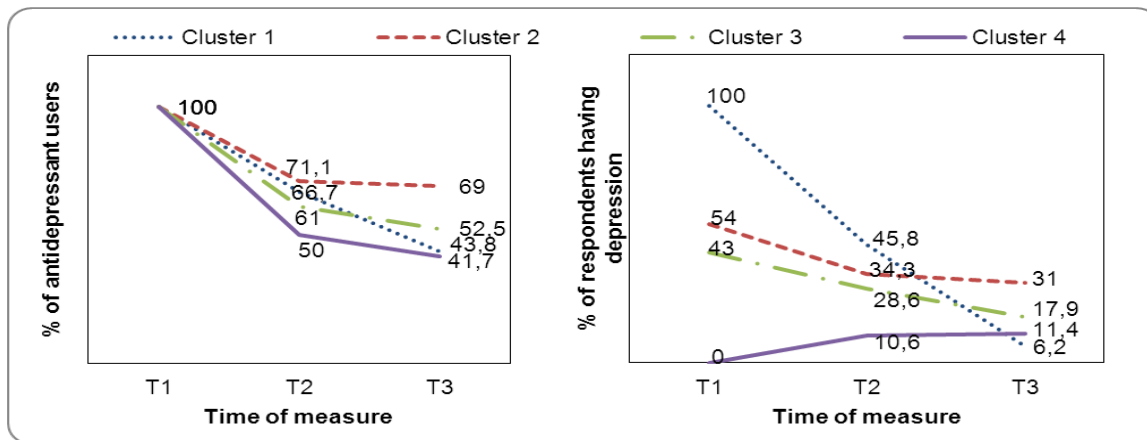 Cluster 1 Cluster 2 Cluster 3 Cluster 4
% of antidepressant users
100
71,1
66,7
61
50
69
52,5
43,8
41,7
T1 T2 T3
Time of measure
% of respondents having
depression
100
54
43
0
45,8
34,3
28,6
10,6
31
17,9
11,4
6,2
T1 T2 T3
Time of measure